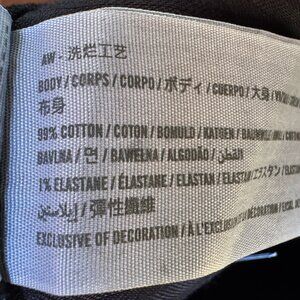 AW - 洗烂工艺
BODY / CORPS / CORPO / ボディ / CUERPO / 大身 /
布身
99% COTTON / COTON / BOMULD / KATOEN / BAUMWOLLE /
BAVLNA / 면 / BAWEŁNA / ALGODÃO / القطن /
1% ELASTANE / ÉLASTANE / ELASTAN / ELASTAN / エラスタン /
إيلاستين / 彈性纖維
EXCLUSIVE OF DECORATION / À L'EXCLUSION DE LA DÉCORATION /